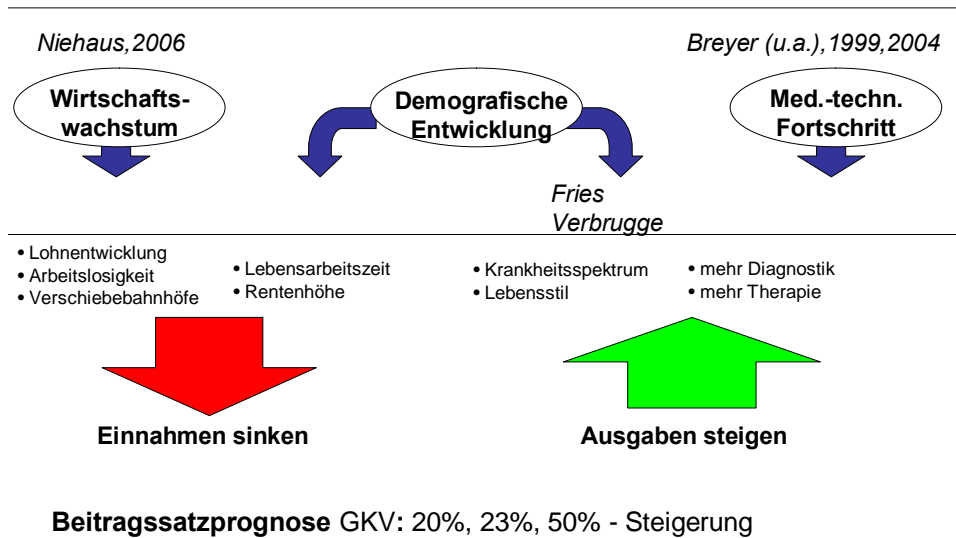 Niehaus,2006
Breyer (u.a.),1999,2004
Wirtschafts-
wachstum
Demografische
Entwicklung
Med.-techn.
Fortschritt
Fries
Verbrugge
• Lohnentwicklung
• Arbeitslosigkeit
• Verschiebebahnhöfe
• Lebensarbeitszeit
• Rentenhöhe
• Krankheitsspektrum
• Lebensstil
• mehr Diagnostik
• mehr Therapie
Einnahmen sinken
Ausgaben steigen
Beitragssatzprognose GKV: 20%, 23%, 50% - Steigerung